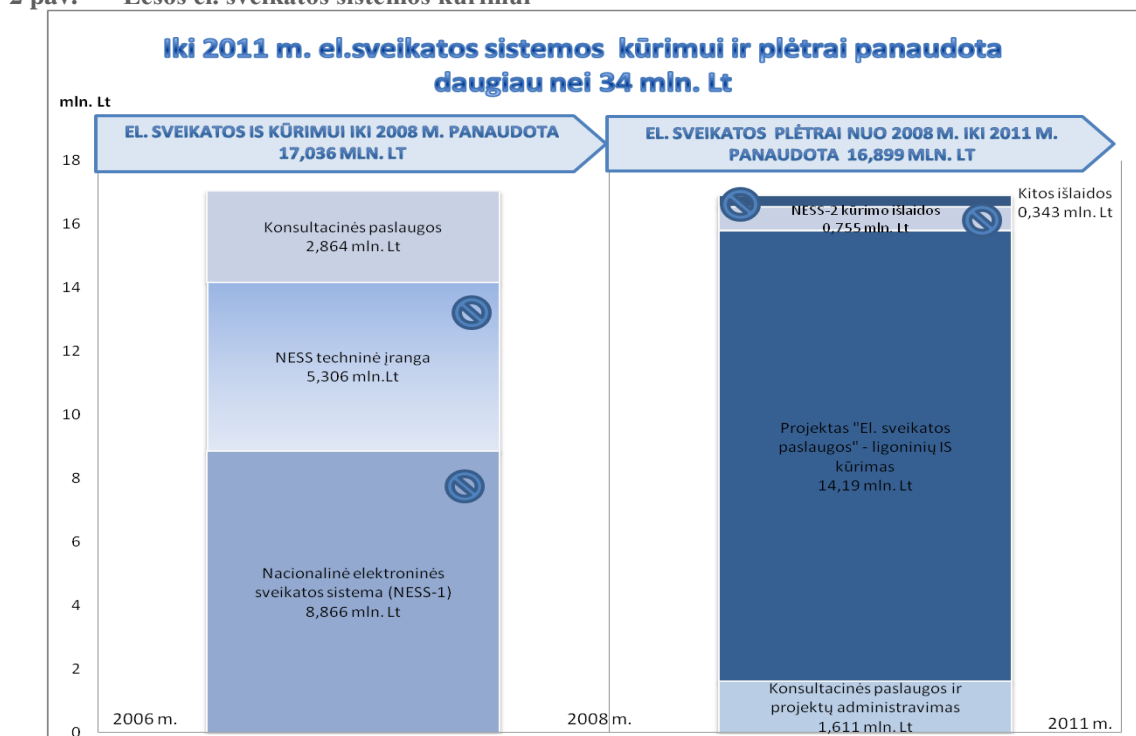 2 pav. Lėšos el. sveikatos sistemos kūrimui
Iki 2011 m. el.sveikatos sistemos kūrimui ir plėtrai panaudota
daugiau nei 34 mln. Lt
mln. Lt
EL. SVEIKATOS IS KŪRIMUI IKI 2008 M. PANAUDOTA
17,036 MLN. LT
EL. SVEIKATOS PLĖTRAI NUO 2008 M. IKI 2011 M.
PANAUDOTA 16,899 MLN. LT
18
16
14
12
10
8
6
4
2
0
Konsultacinės paslaugos
2,864 mln. Lt
NESS techninė įranga
5,306 mln.Lt
Nacionalinė elektroninės
sveikatos sistema (NESS-1)
8,866 mln. Lt
Kitos išlaidos
0,343 mln. Lt
NESS-2 kūrimo išlaidos
0,755 mln. Lt
Projektas "El. sveikatos
paslaugos" - ligoninių IS
kūrimas
14,19 mln. Lt
Konsultacinės paslaugos ir
projektų administravimas
1,611 mln. Lt
2006 m.
2008 m.
2011 m.